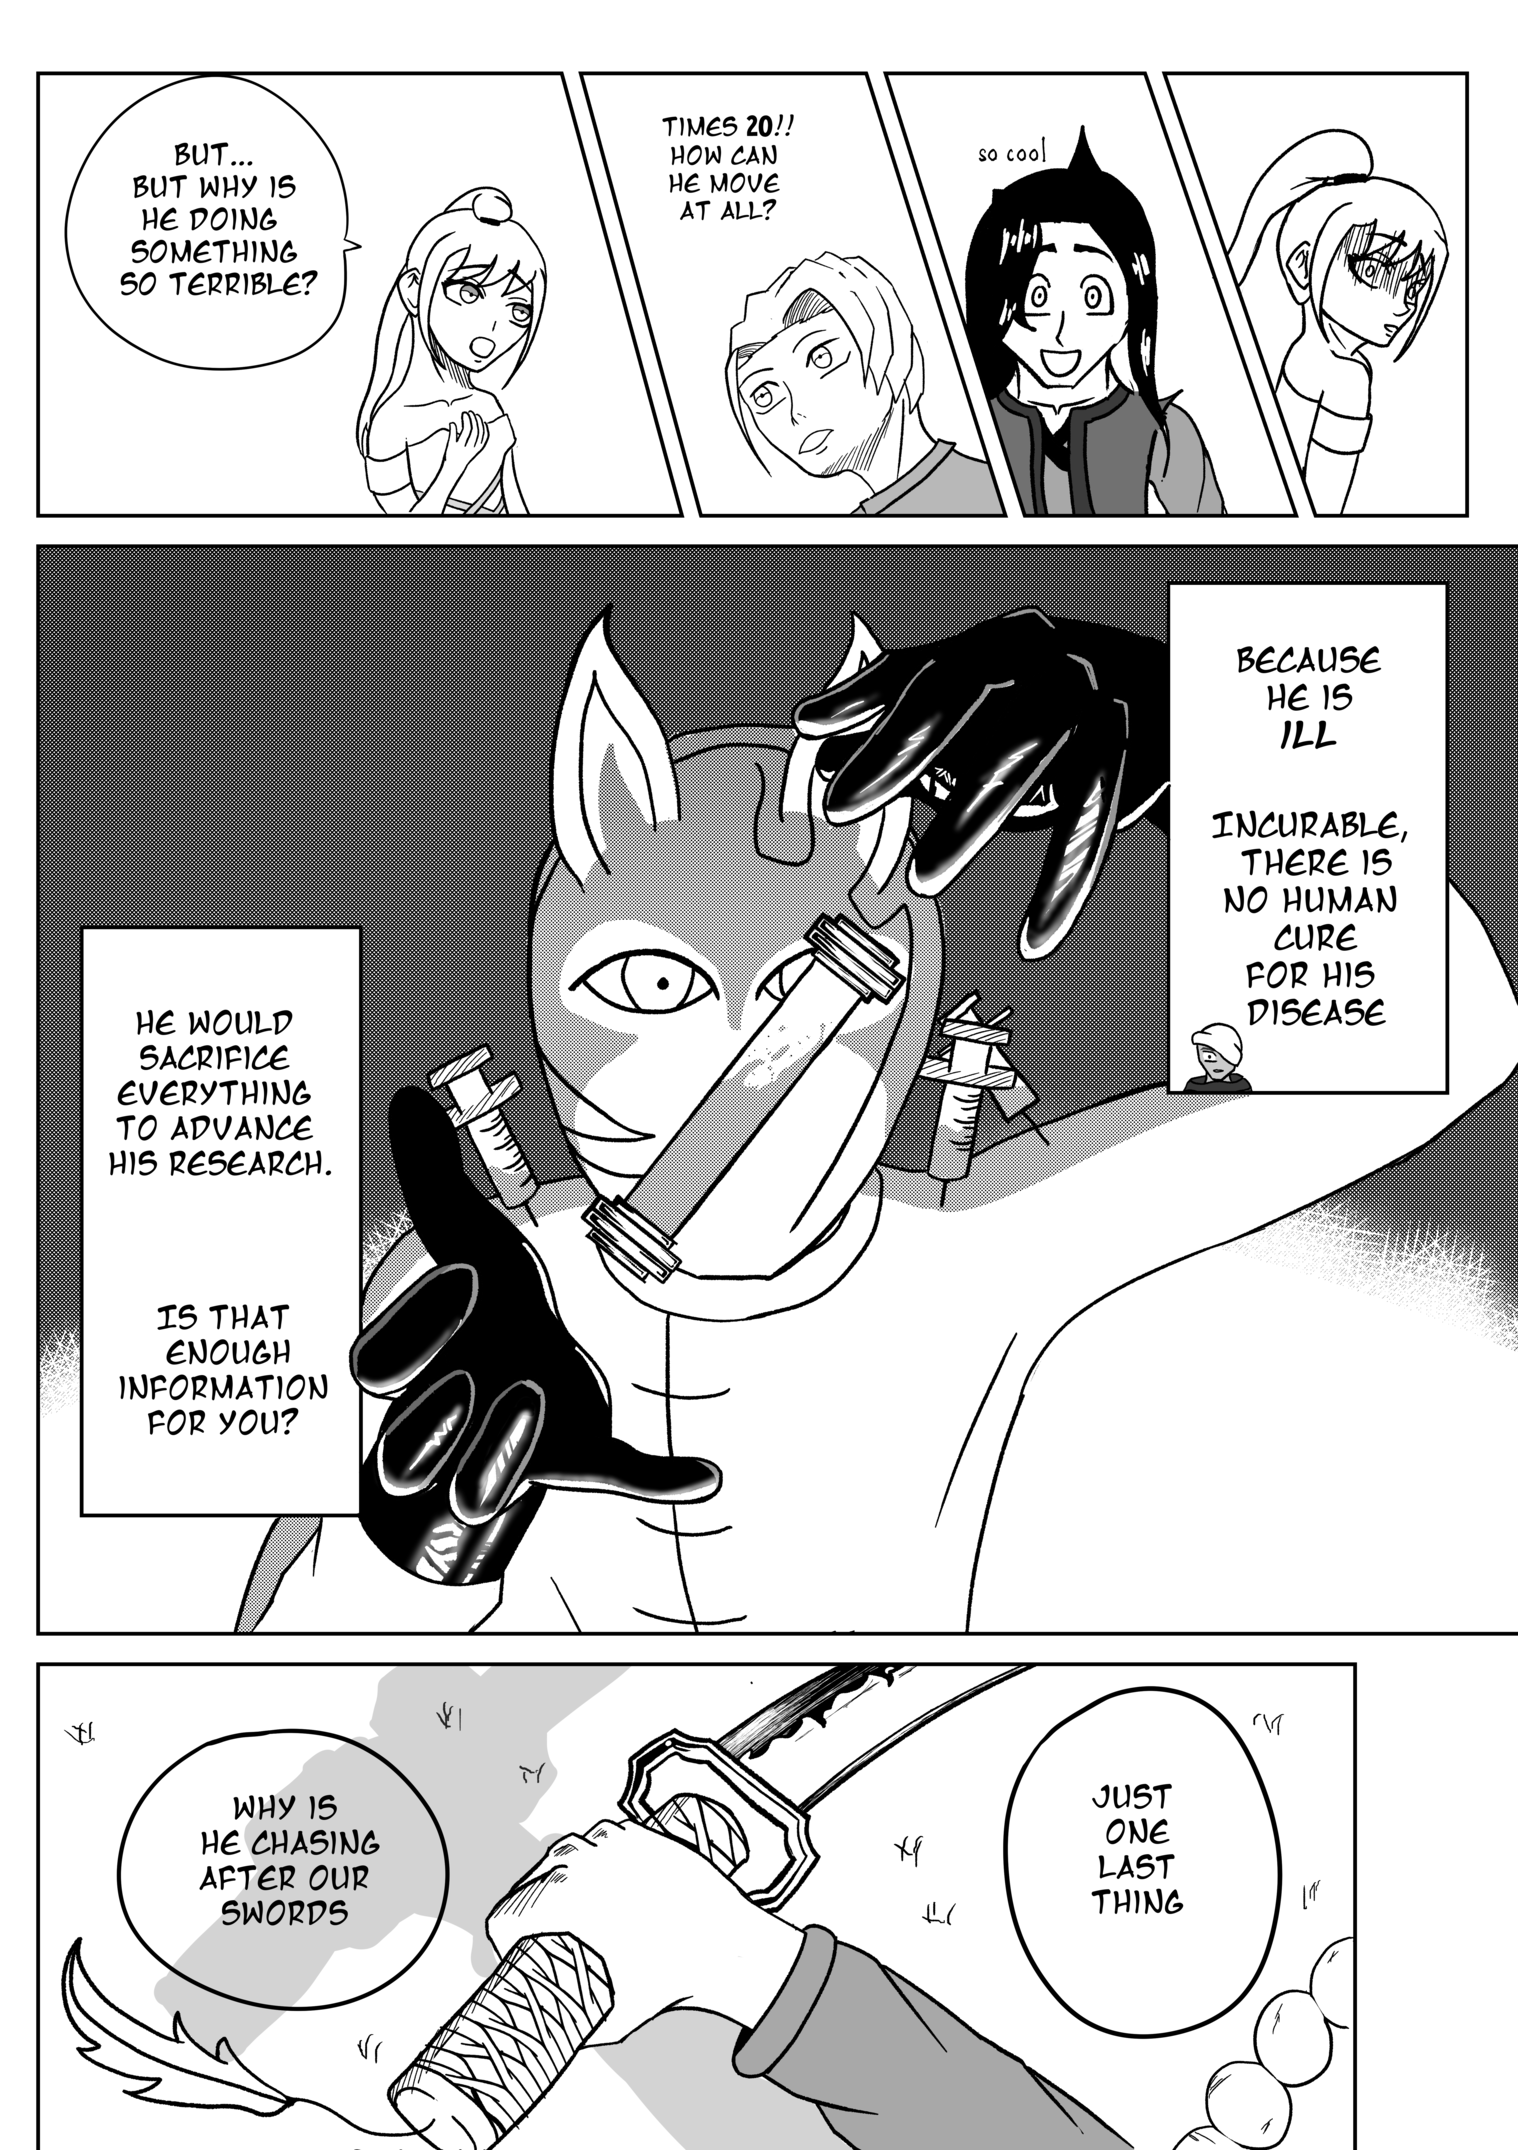 BUT...
BUT WHY IS
HE DOING
SOMETHING
SO TERRIBLE?
TIMES 20!!
HOW CAN
HE MOVE
AT ALL?
so cool
BECAUSE
HE IS
ILL
INCURABLE,
THERE IS
NO HUMAN
CURE
FOR HIS
DISEASE
HE WOULD
SACRIFICE
EVERYTHING
TO ADVANCE
HIS RESEARCH.
IS THAT
ENOUGH
INFORMATION
FOR YOU?
JUST
ONE
LAST
THING
WHY IS
HE CHASING
AFTER OUR
SWORDS